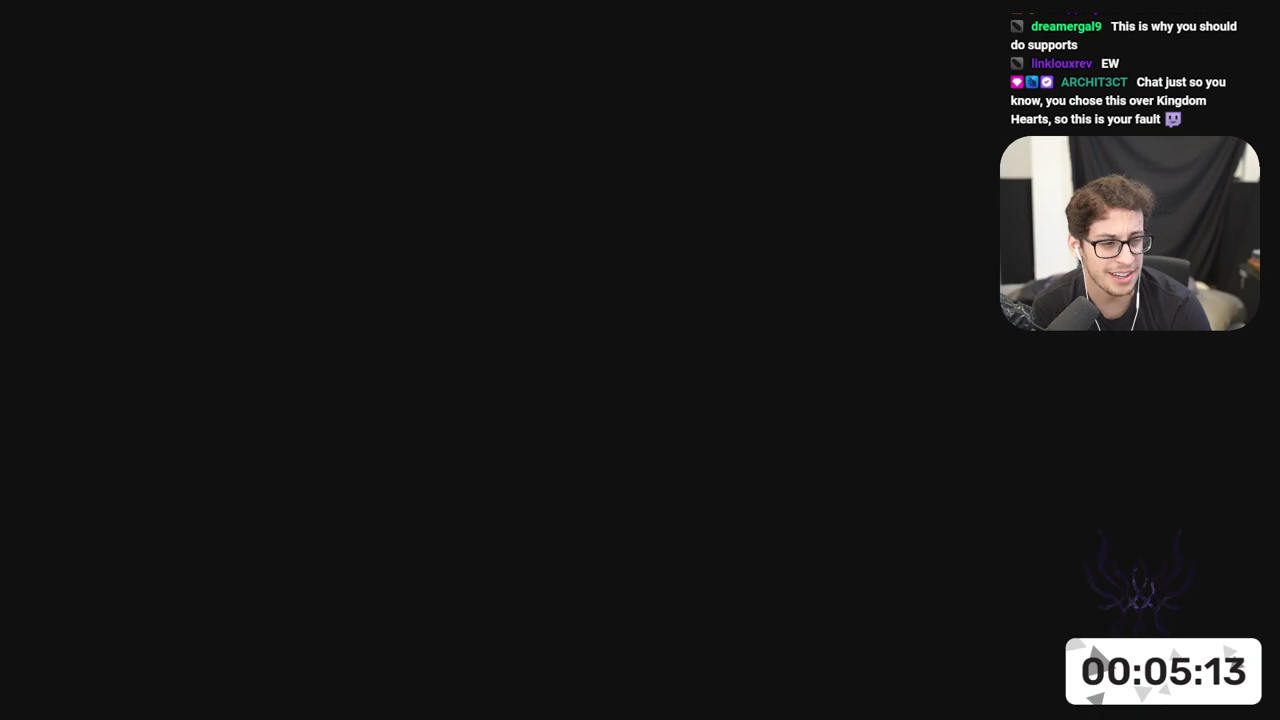 dreamergal9 This is why you should
do supports
linklouxrev EW
ARCHIT3CT Chat just so you
know, you chose this over Kingdom
Hearts, so this is your fault
00:05:13